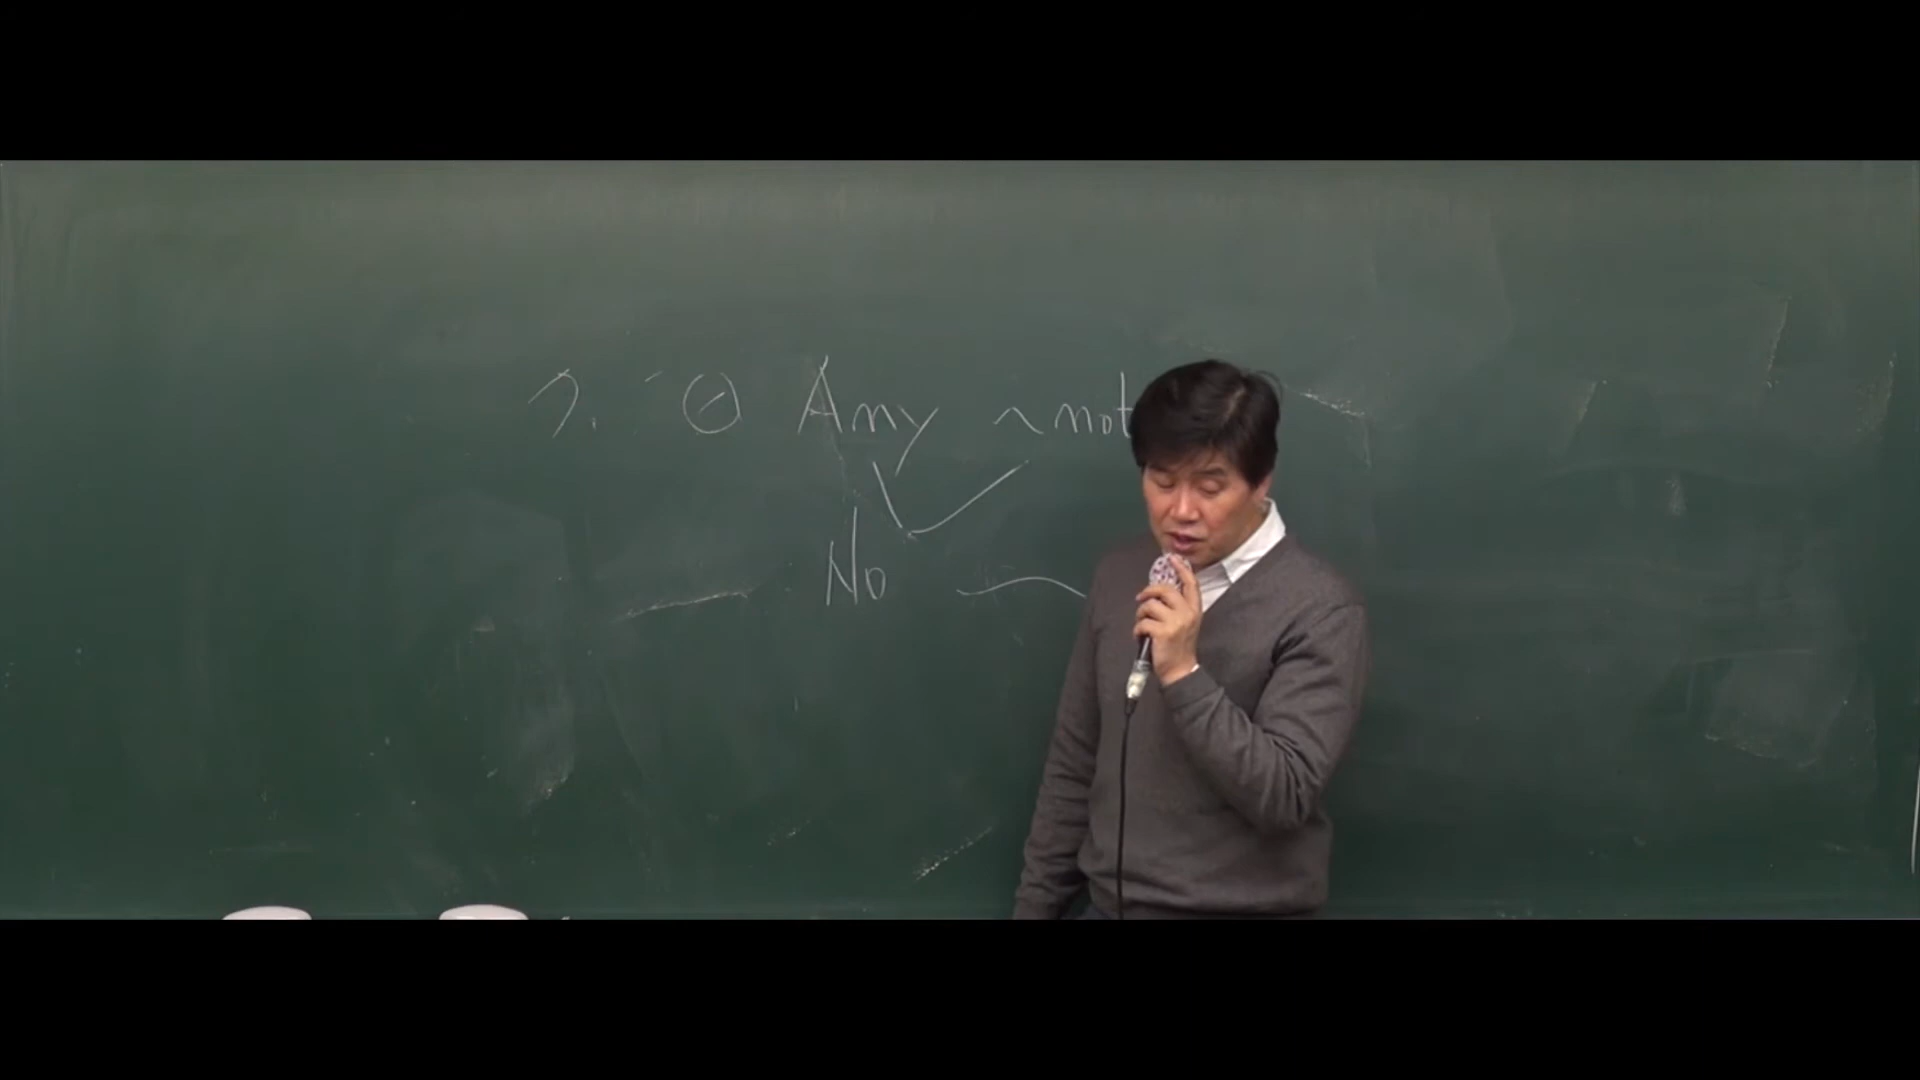 7. ① Any ~ not
No ~